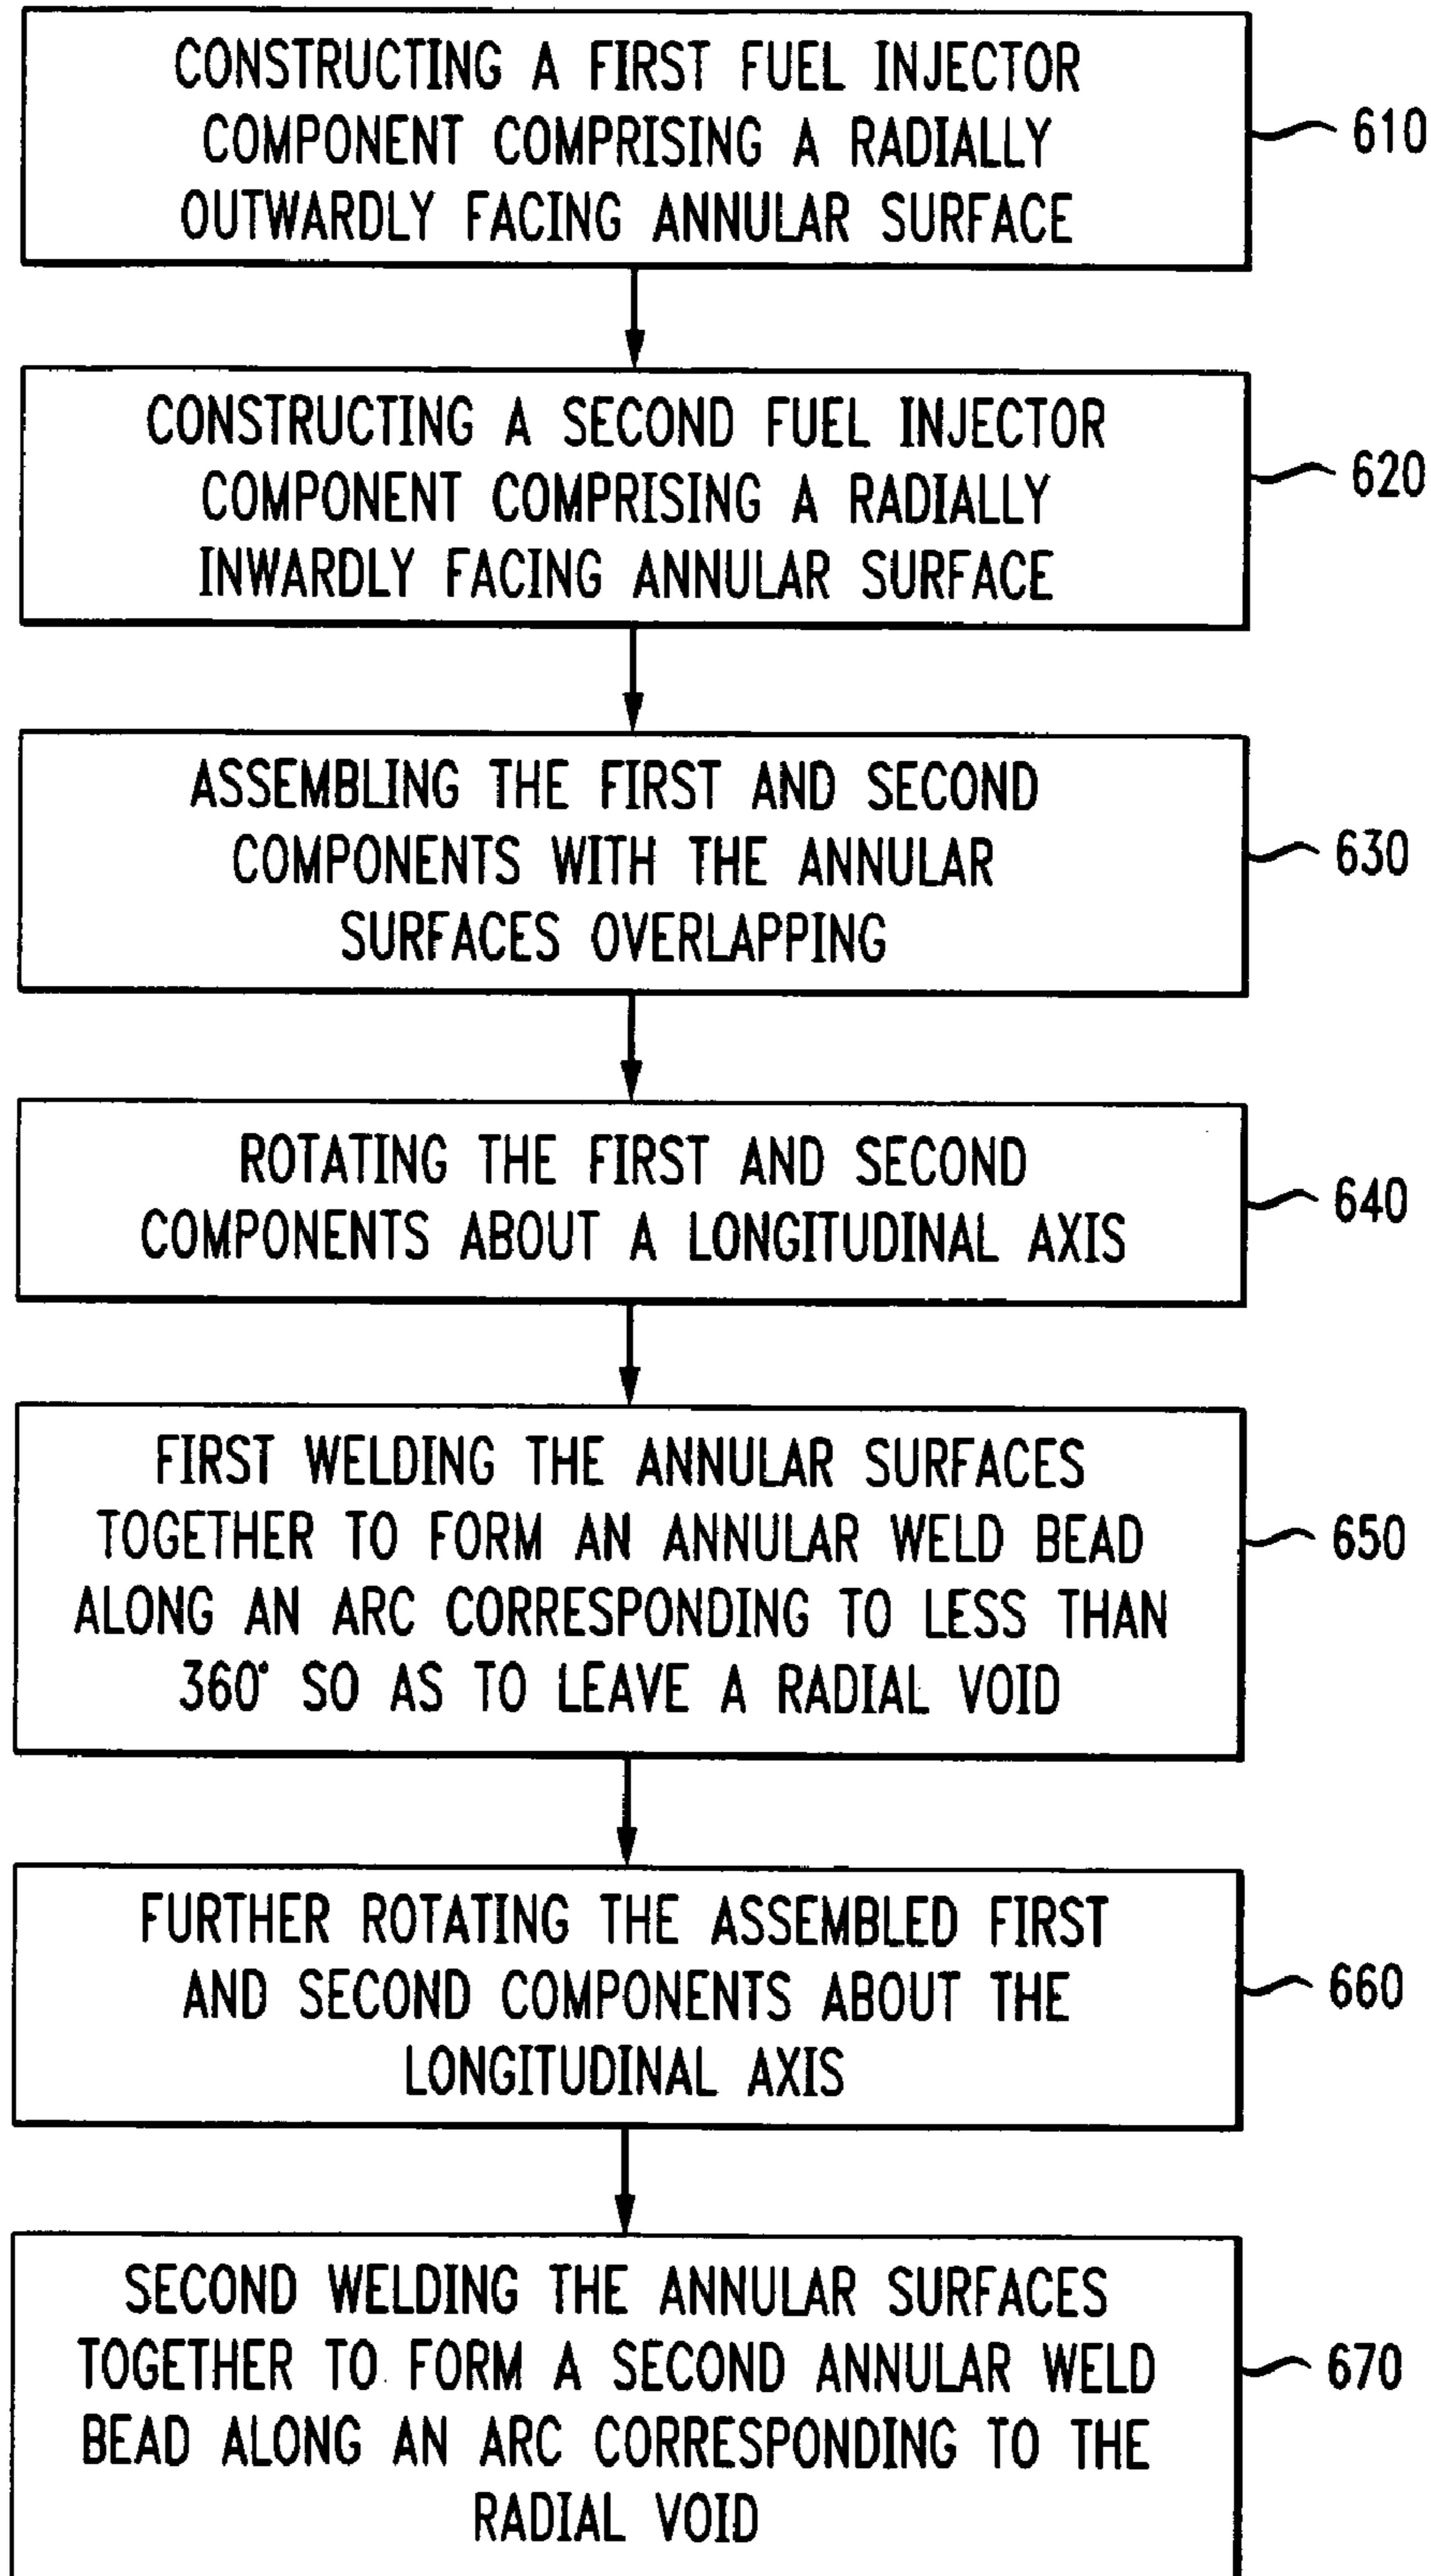 CONSTRUCTING A FIRST FUEL INJECTOR
COMPONENT COMPRISING A RADIALLY
OUTWARDLY FACING ANNULAR SURFACE
610
CONSTRUCTING A SECOND FUEL INJECTOR
COMPONENT COMPRISING A RADIALLY
INWARDLY FACING ANNULAR SURFACE
620
ASSEMBLING THE FIRST AND SECOND
COMPONENTS WITH THE ANNULAR
SURFACES OVERLAPPING
630
ROTATING THE FIRST AND SECOND
COMPONENTS ABOUT A LONGITUDINAL AXIS
640
FIRST WELDING THE ANNULAR SURFACES
TOGETHER TO FORM AN ANNULAR WELD BEAD
ALONG AN ARC CORRESPONDING TO LESS THAN
360° SO AS TO LEAVE A RADIAL VOID
650
FURTHER ROTATING THE ASSEMBLED FIRST
AND SECOND COMPONENTS ABOUT THE
LONGITUDINAL AXIS
660
SECOND WELDING THE ANNULAR SURFACES
TOGETHER TO FORM A SECOND ANNULAR WELD
BEAD ALONG AN ARC CORRESPONDING TO THE
RADIAL VOID
670